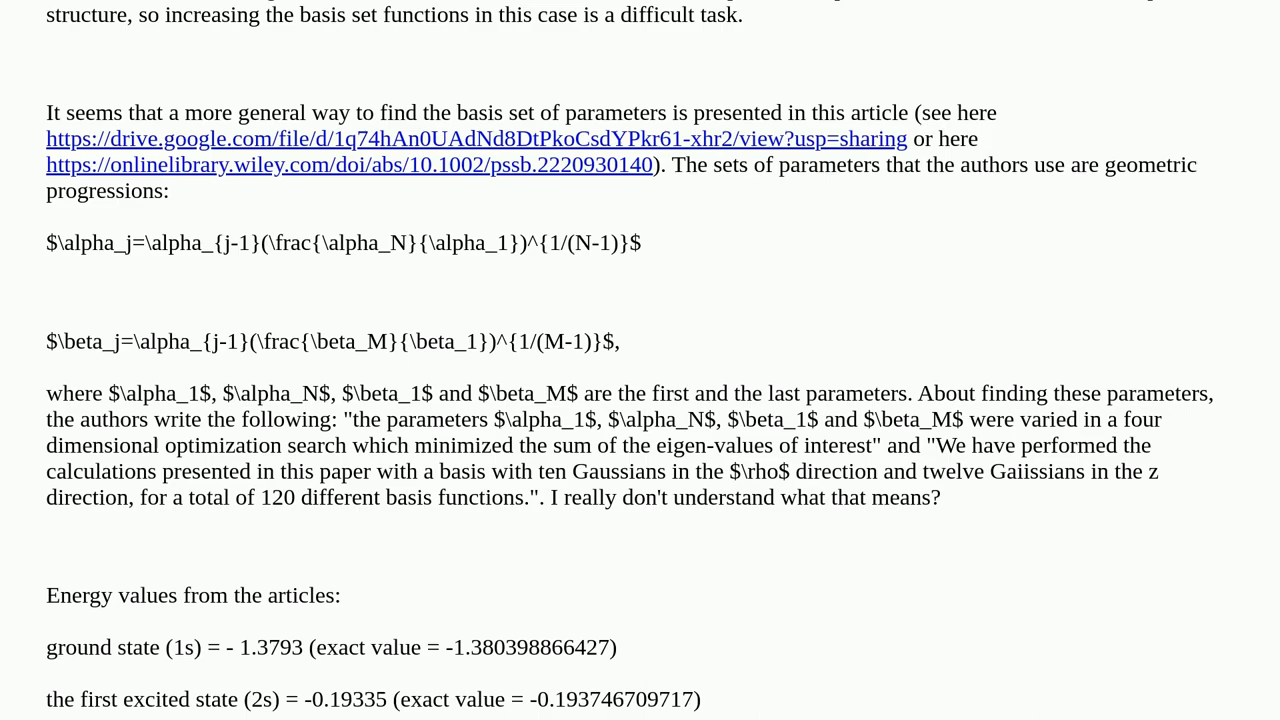 structure, so increasing the basis set functions in this case is a difficult task.
It seems that a more general way to find the basis set of parameters is presented in this article (see here
https://drive.google.com/file/d/1q74hAn0UAdNd8DtPkoCsdYPkr61-xhr2/view?usp=sharing or here
https://onlinelibrary.wiley.com/doi/abs/10.1002/pssb.2220930140). The sets of parameters that the authors use are geometric
progressions:
$\alpha_j=\alpha_{j-1}(\frac{\alpha_N}{\alpha_1})^{1/(N-1)}$
$\beta_j=\alpha_{j-1}(\frac{\beta_M}{\beta_1})^{1/(M-1)}$,
where $\alpha_1$, $\alpha_N$, $\beta_1$ and $\beta_M$ are the first and the last parameters. About finding these parameters,
the authors write the following: "the parameters $\alpha_1$, $\alpha_N$, $\beta_1$ and $\beta_M$ were varied in a four
dimensional optimization search which minimized the sum of the eigen-values of interest" and "We have performed the
calculations presented in this paper with a basis with ten Gaussians in the $\rho$ direction and twelve Gaiissians in the z
direction, for a total of 120 different basis functions.". I really don't understand what that means?
Energy values from the articles:
ground state (1s) = - 1.3793 (exact value = -1.380398866427)
the first excited state (2s) = -0.19335 (exact value = -0.193746709717)